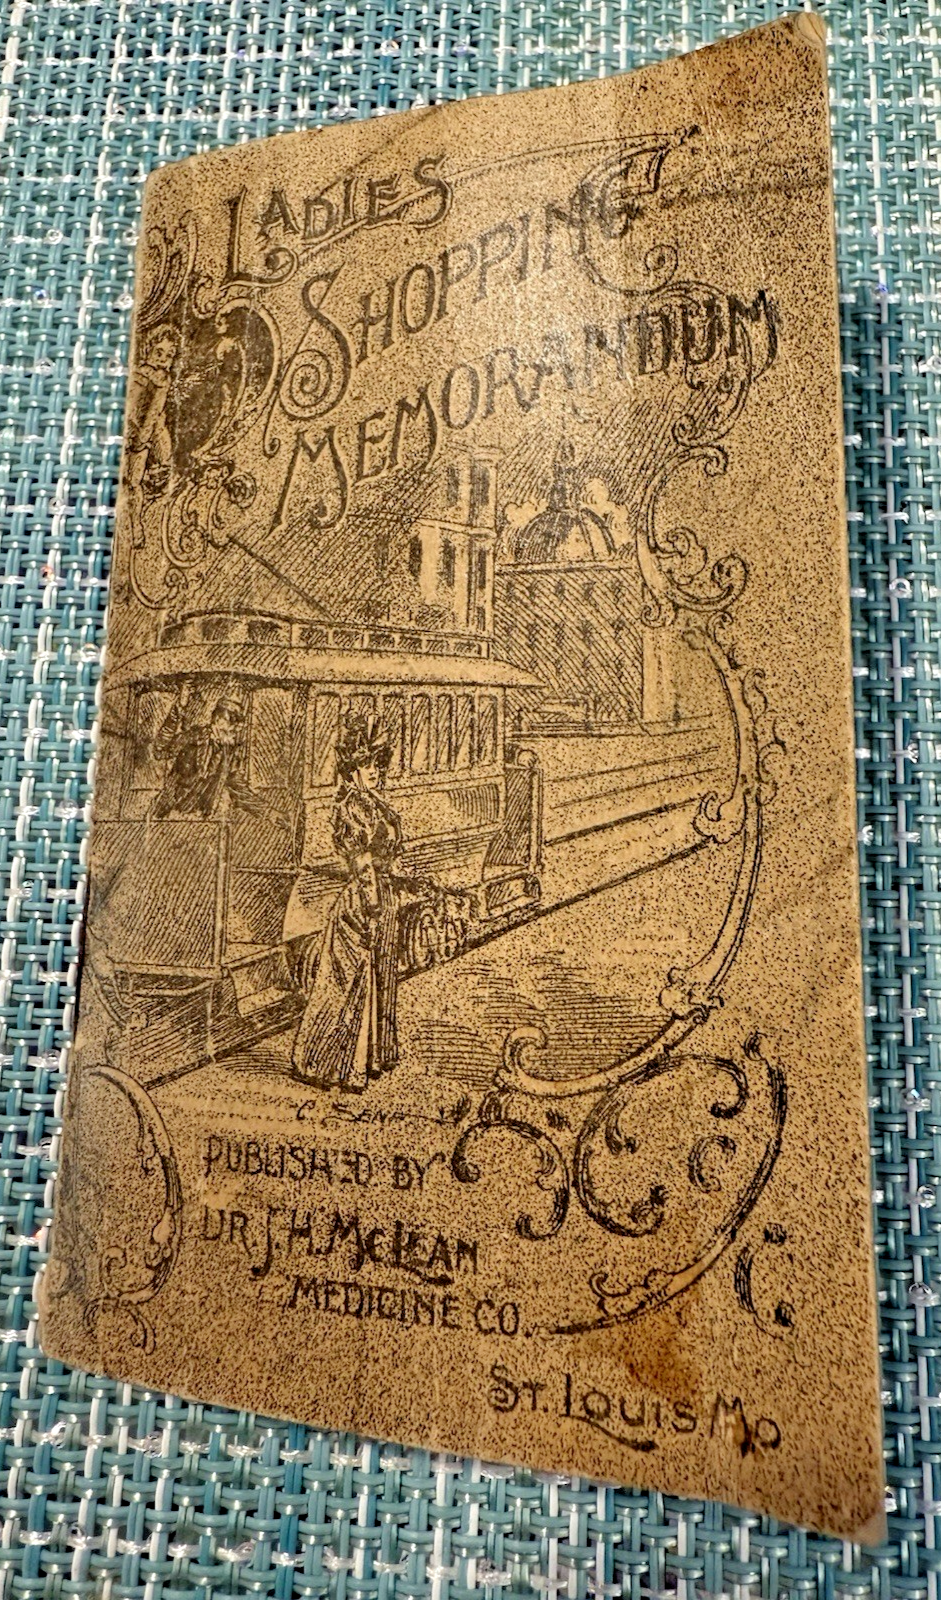 LADIES
SHOPPING
MEMORANDUM
PUBLISHED BY
DR. J. H. MCLEAN
MEDICINE CO.
ST. LOUIS MO